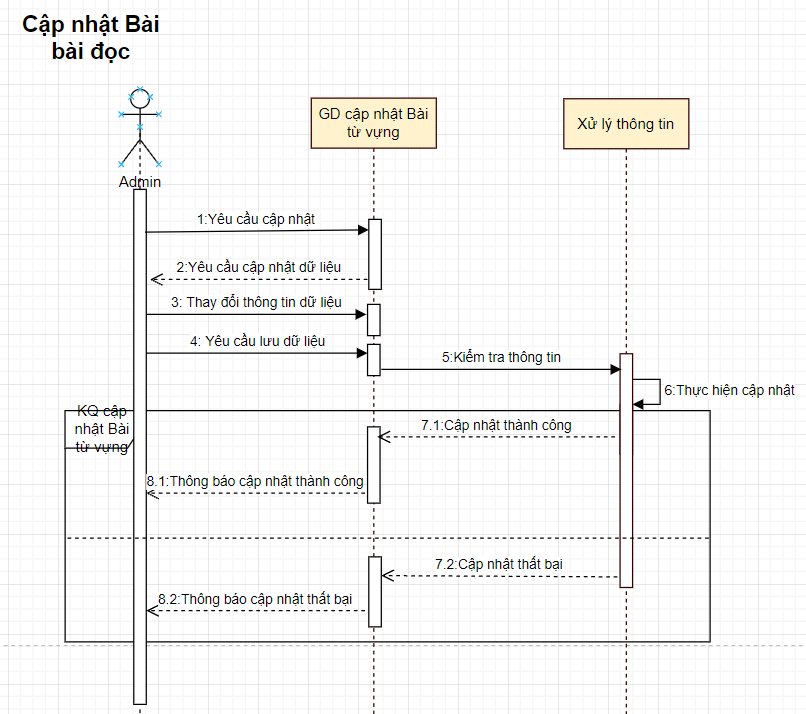 Cập nhật Bài
bài đọc
GD cập nhật Bài
từ vựng
Xử lý thông tin
Admin
1:Yêu cầu cập nhật
2:Yêu cầu cập nhật dữ liệu
3: Thay đổi thông tin dữ liệu
4: Yêu cầu lưu dữ liệu
5:Kiểm tra thông tin
6:Thực hiện cập nhật
KQ cập
nhật Bài
từ vựng
7.1:Cập nhật thành công
8.1:Thông báo cập nhật thành công
7.2:Cập nhật thất bại
8.2:Thông báo cập nhật thất bại